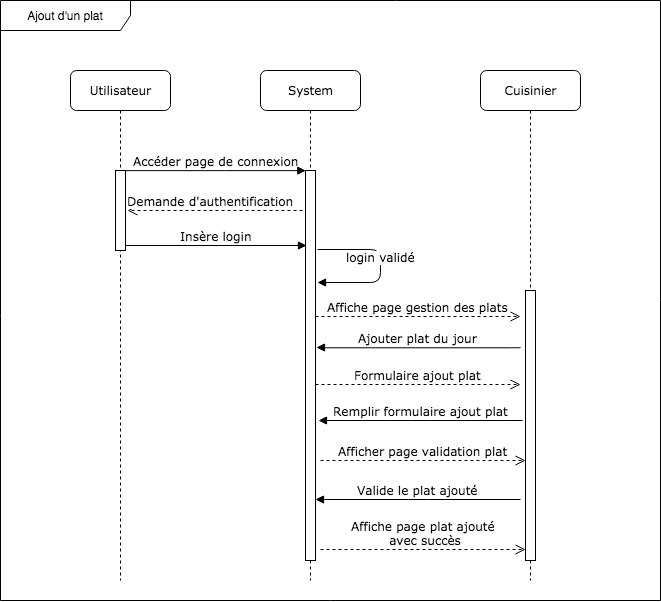 Ajout d'un plat
Utilisateur
System
Cuisinier
Accéder page de connexion
Demande d'authentification
Insère login
login validé
Affiche page gestion des plats
Ajouter plat du jour
Formulaire ajout plat
Remplir formulaire ajout plat
Afficher page validation plat
Valide le plat ajouté
Affiche page plat ajouté
avec succès